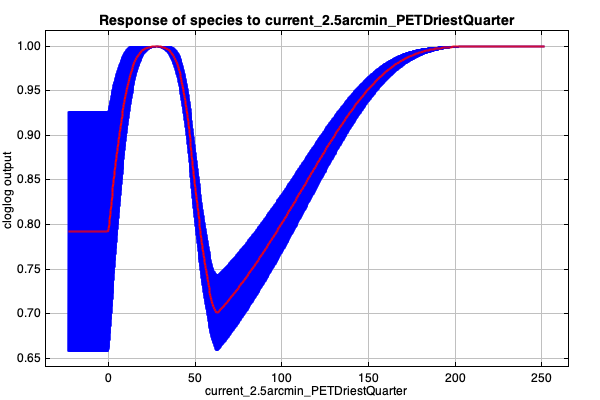 Response of species to current_2.5arcmin_PETDriestQuarter
1.00
0.95
0.90
0.85
0.80
0.75
0.70
0.65
cloglog output
0 50 100 150 200 250
current_2.5arcmin_PETDriestQuarter